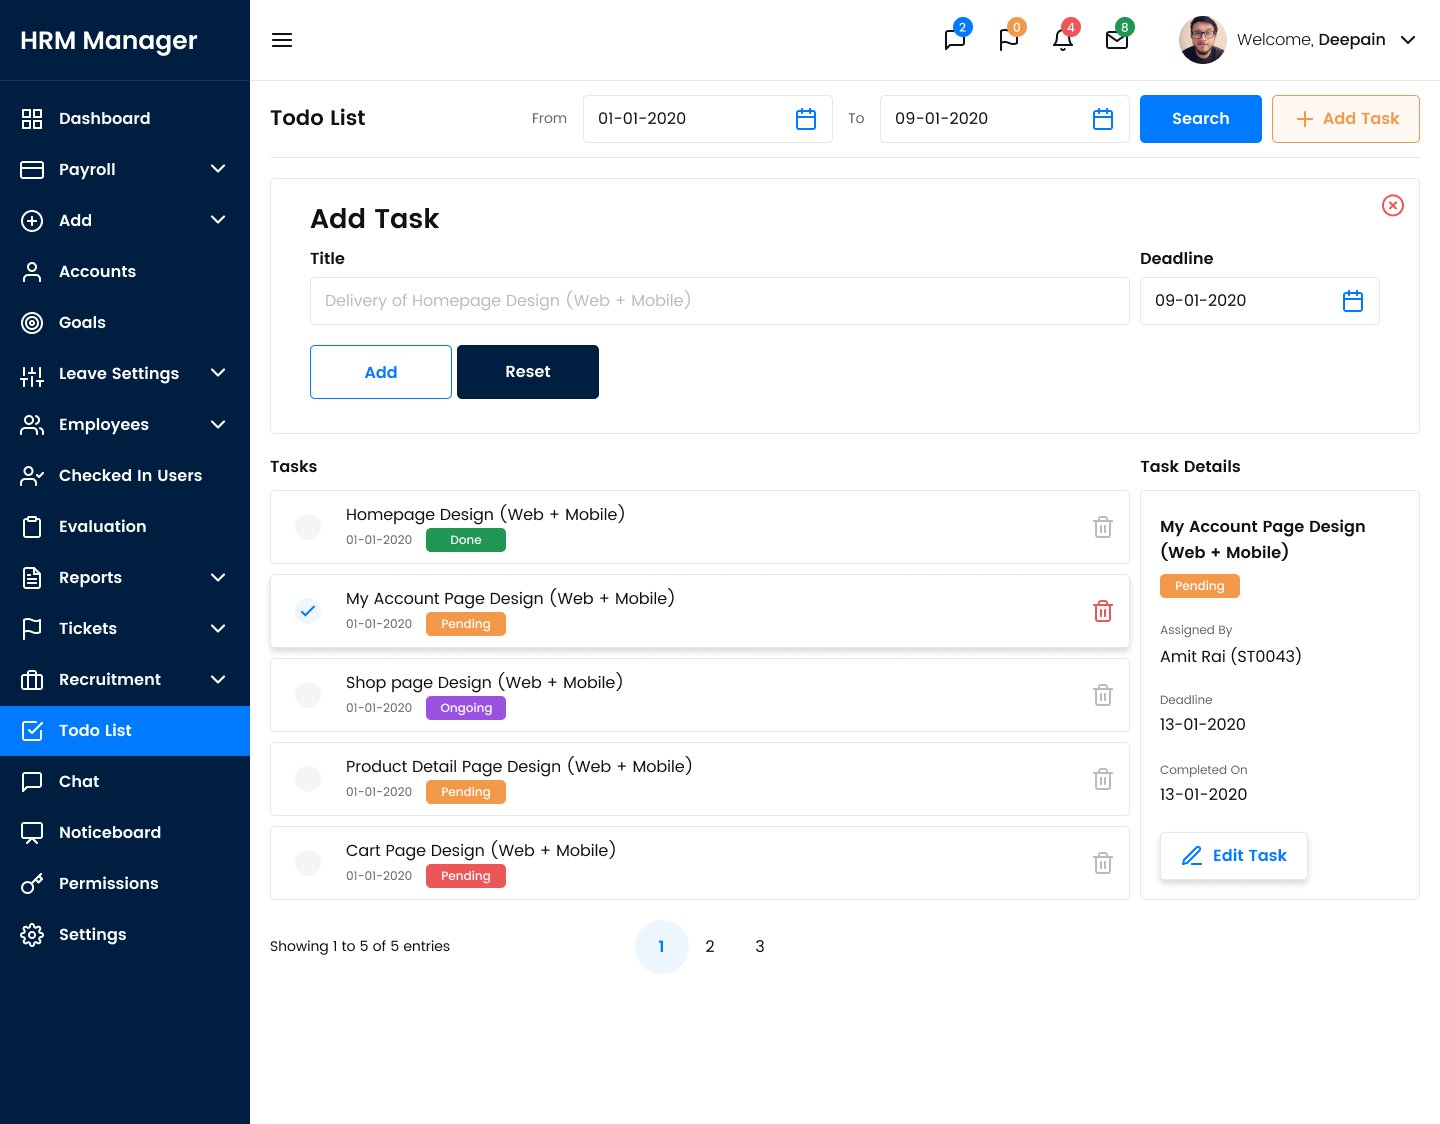 HRM Manager
2
0
4
8
Welcome, Deepain
Dashboard
Payroll
Add
Accounts
Goals
Leave Settings
Employees
Checked In Users
Evaluation
Reports
Tickets
Recruitment
Todo List
Chat
Noticeboard
Permissions
Settings
Todo List
From
01-01-2020
To
09-01-2020
Search
Add Task
Add Task
Title
Deadline
Delivery of Homepage Design (Web + Mobile)
09-01-2020
Add
Reset
Tasks
Homepage Design (Web + Mobile)
01-01-2020
Done
My Account Page Design (Web + Mobile)
01-01-2020
Pending
Shop page Design (Web + Mobile)
01-01-2020
Ongoing
Product Detail Page Design (Web + Mobile)
01-01-2020
Pending
Cart Page Design (Web + Mobile)
01-01-2020
Pending
Showing 1 to 5 of 5 entries
1
2
3
Task Details
My Account Page Design
(Web + Mobile)
Pending
Assigned By
Amit Rai (ST0043)
Deadline
13-01-2020
Completed On
13-01-2020
Edit Task